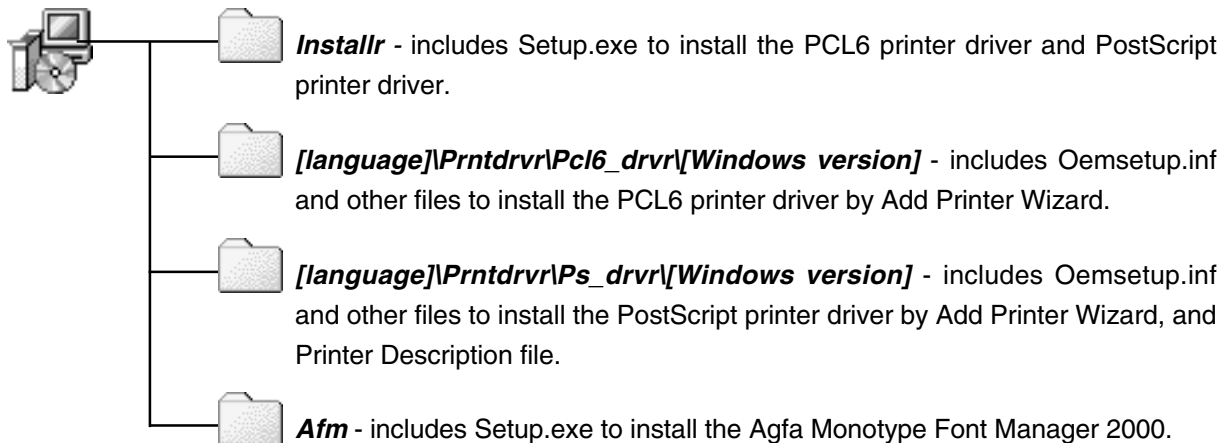 Installr - includes Setup.exe to install the PCL6 printer driver and PostScript
printer driver.
[language]\Prntdrvr\Pcl6_drvr\[Windows version] - includes Oemsetup.inf
and other files to install the PCL6 printer driver by Add Printer Wizard.
[language]\Prntdrvr\Ps_drvr\[Windows version] - includes Oemsetup.inf
and other files to install the PostScript printer driver by Add Printer Wizard, and
Printer Description file.
Afm - includes Setup.exe to install the Agfa Monotype Font Manager 2000.